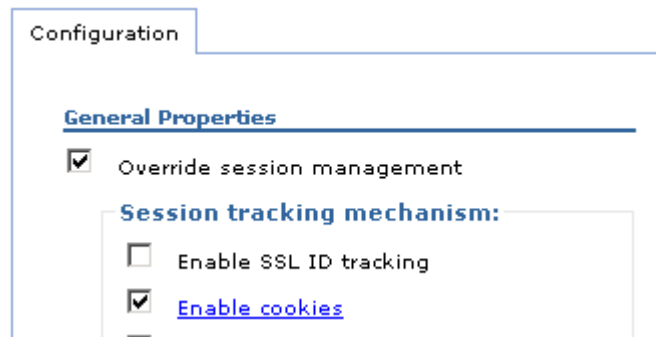 Configuration
General Properties
Override session management
Session tracking mechanism:
Enable SSL ID tracking
Enable cookies